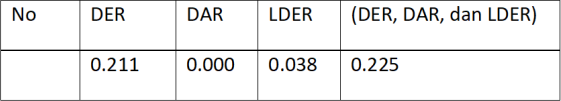 No DER DAR LDER (DER, DAR, dan LDER)
0.211 0.000 0.038 0.225